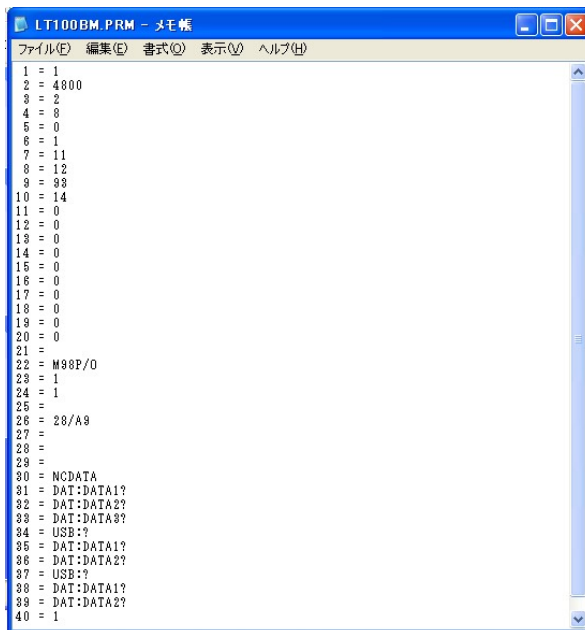 LT100BM.PRM - メモ帳
ファイル(F) 編集(E) 書式(O) 表示(V) ヘルプ(H)
1 = 1
2 = 4800
3 = 2
4 = 8
5 = 0
6 = 1
7 = 11
8 = 12
9 = 93
10 = 14
11 = 0
12 = 0
13 = 0
14 = 0
15 = 0
16 = 0
17 = 0
18 = 0
19 = 0
20 = 0
21 =
22 = M98P/O
23 = 1
24 = 1
25 =
26 = 28/A9
27 =
28 =
29 =
30 = NCDATA
31 = DAT:DATA1?
32 = DAT:DATA2?
33 = DAT:DATA3?
34 = USB:?
35 = DAT:DATA1?
36 = DAT:DATA2?
37 = USB:?
38 = DAT:DATA1?
39 = DAT:DATA2?
40 = 1